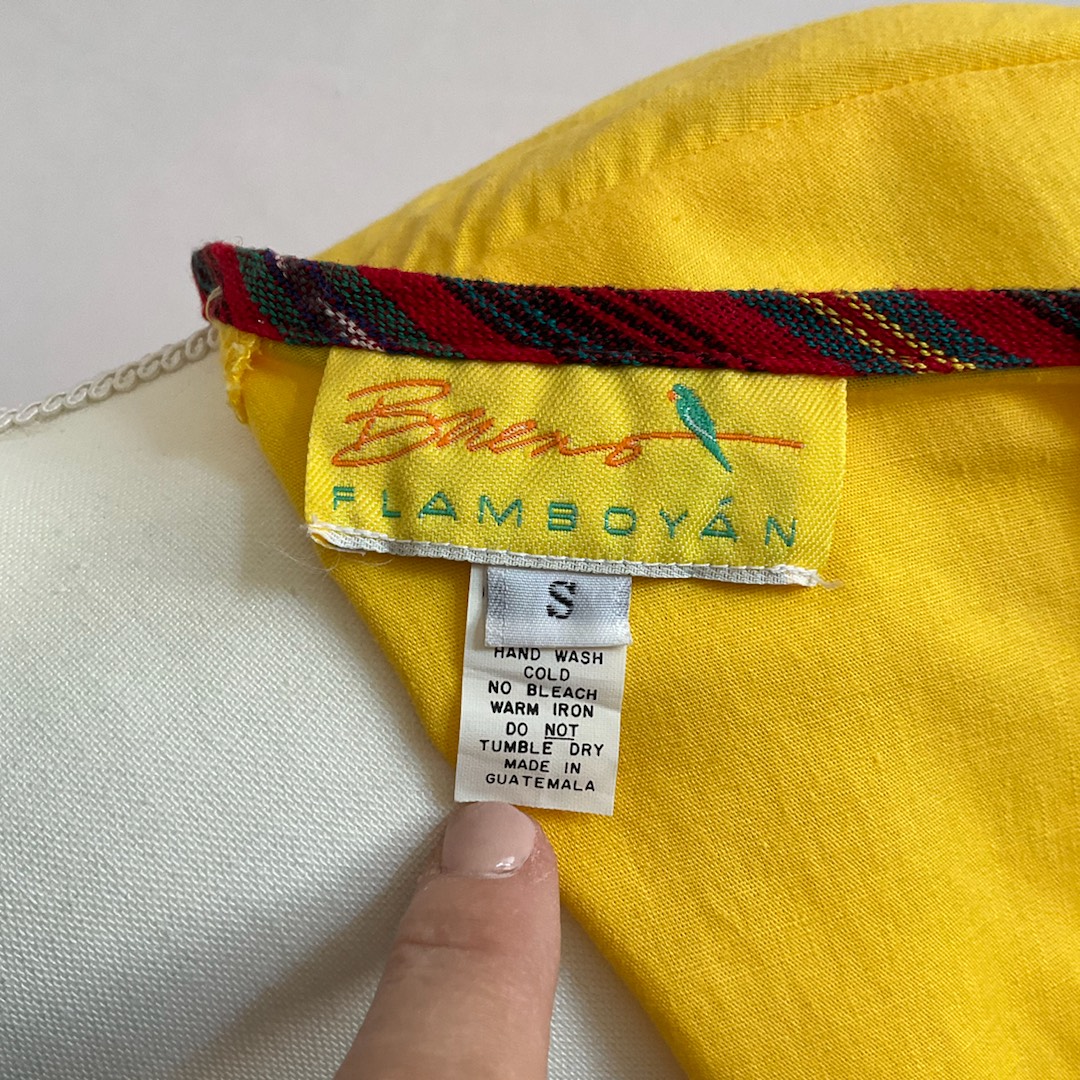 Bueno
FLAMBOYÁN
S
HAND WASH
COLD
NO BLEACH
WARM IRON
DO NOT
TUMBLE DRY
MADE IN
GUATEMALA